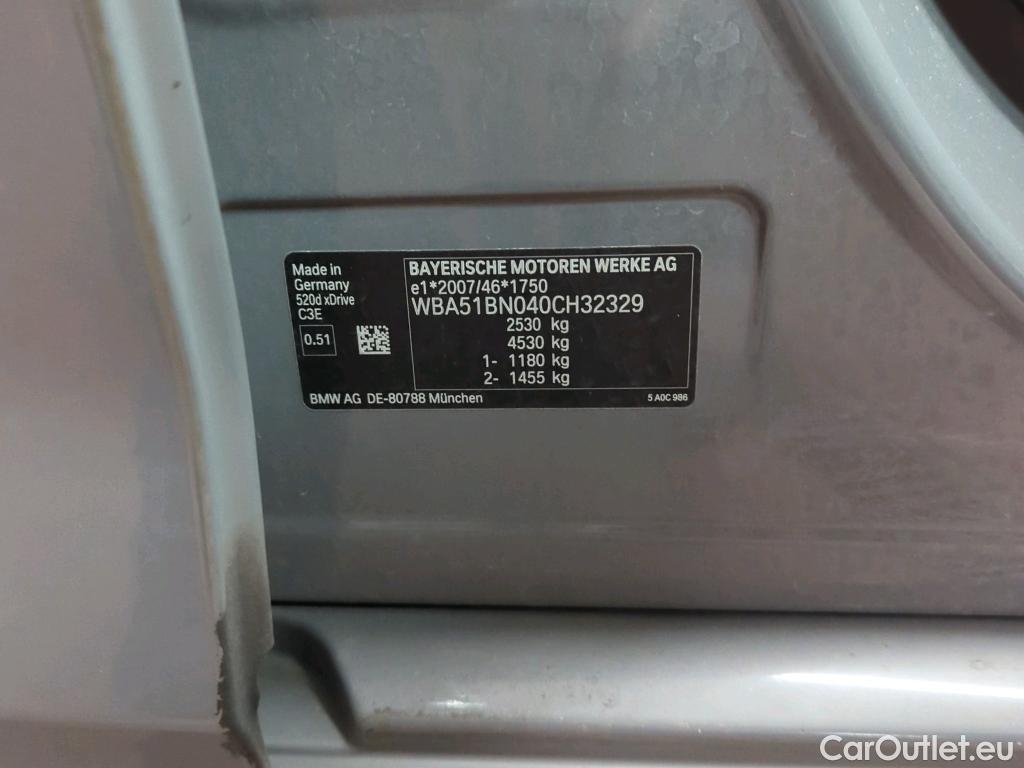 Made in
Germany
520d xDrive
C3E
0.51
BAYERISCHE MOTOREN WERKE AG
e1*2007/46*1750
WBA51BN040CH32329
2530 kg
4530 kg
1- 1180 kg
2- 1455 kg
BMW AG DE-80788 München
5 A0C 986
CarOutlet.eu